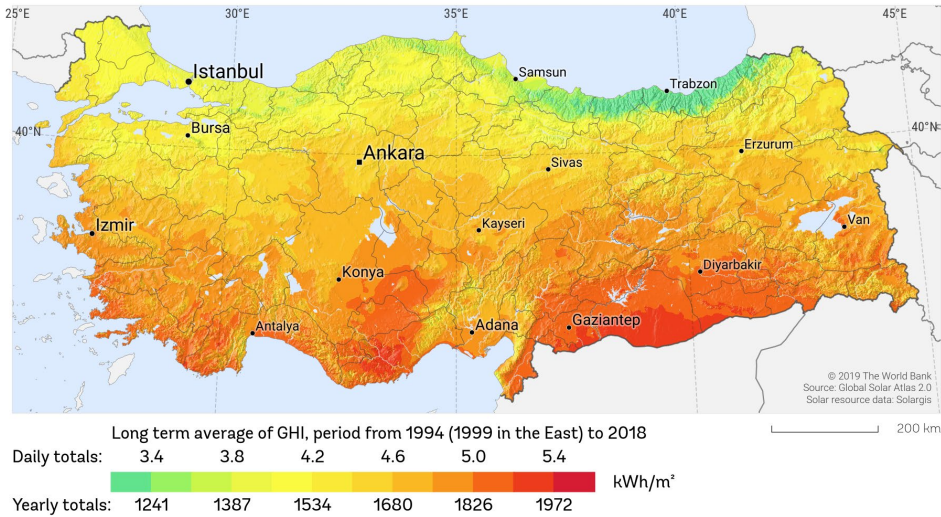 25°E 30°E 35°E 40°E 45°E
Samsun
Istanbul
Trabzon
40°N Bursa 40°N
Ankara Erzurum
Sivas
Izmir Kayseri Van
Konya Diyarbakir
Antalya Adana Gaziantep
© 2019 The World Bank
Source: Global Solar Atlas 2.0
Solar resource data: Solargis
Long term average of GHI, period from 1994 (1999 in the East) to 2018
200 km
Daily totals: 3.4 3.8 4.2 4.6 5.0 5.4
kWh/m²
Yearly totals: 1241 1387 1534 1680 1826 1972